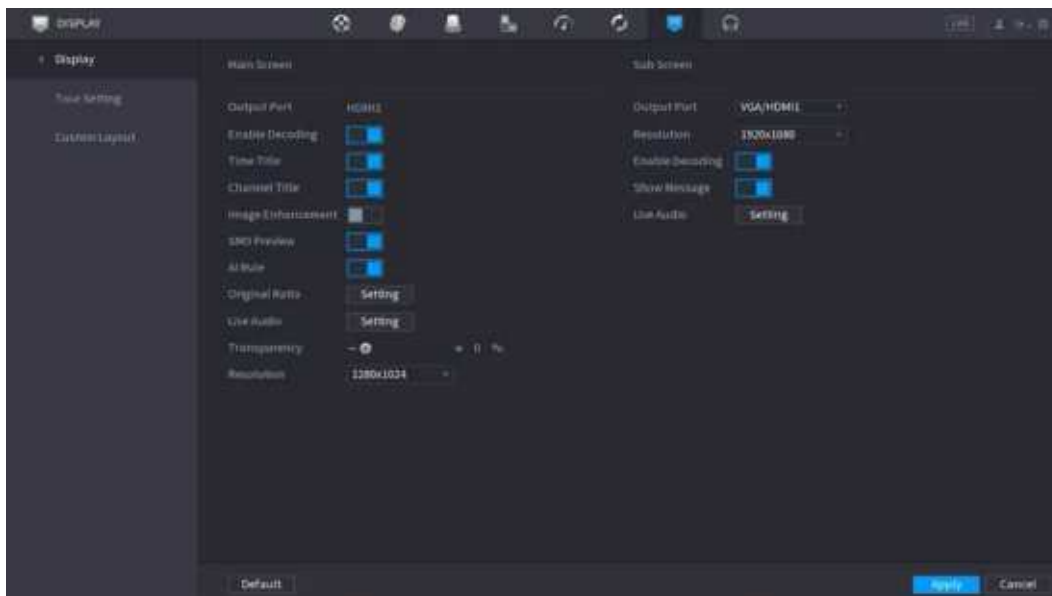 DISPLAY
LIVE
Display
Tour Setting
Custom Layout
Main Screen
Output Port
Enable Decoding
Time Title
Channel Title
Image Enhancement
SMD Preview
AI Rule
Original Ratio
Setting
Live Audio
Setting
Transparency
0 %
Resolution
1280x1024
Sub Screen
Output Port
VGA/HDMI1
Resolution
1920x1080
Enable Decoding
Show Message
Live Audio
Setting
Default
Apply
Cancel